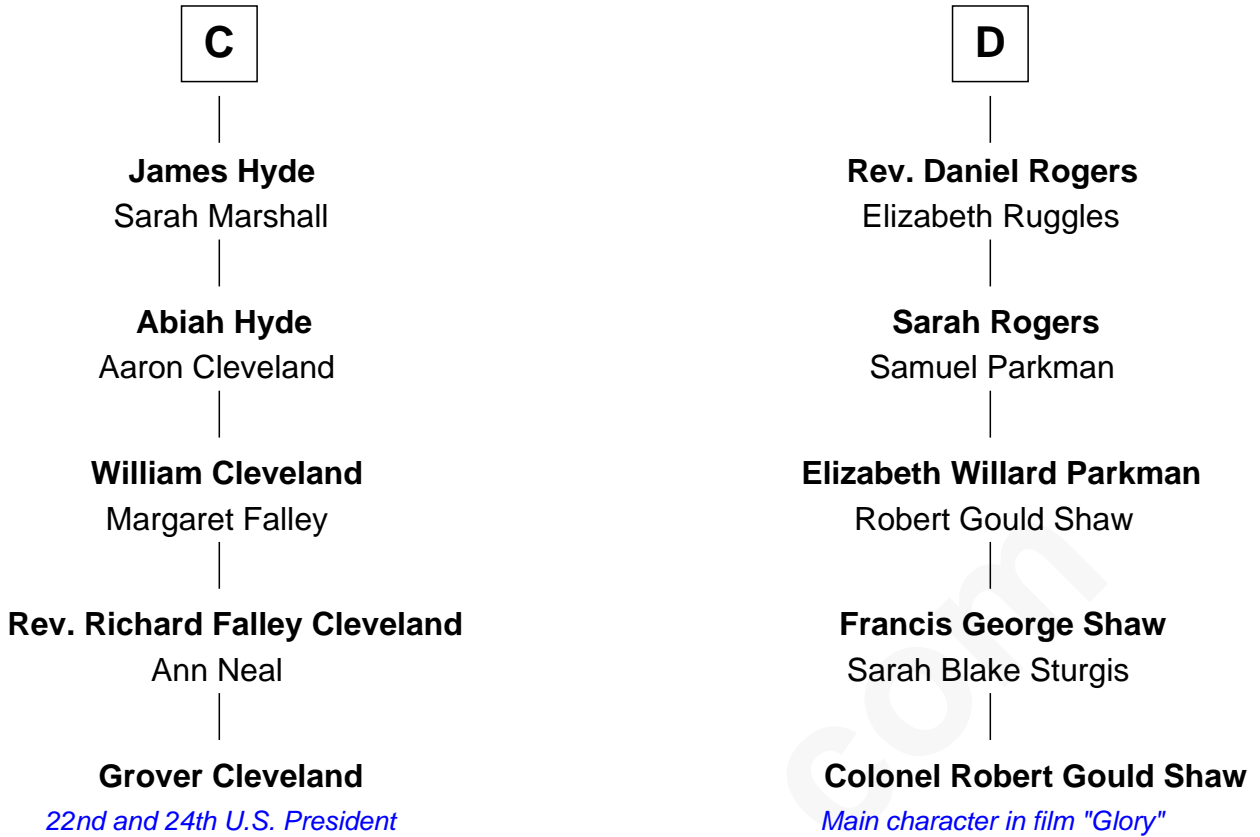 C
James Hyde
Sarah Marshall
Abiah Hyde
Aaron Cleveland
William Cleveland
Margaret Falley
Rev. Richard Falley Cleveland
Ann Neal
Grover Cleveland
22nd and 24th U.S. President
D
Rev. Daniel Rogers
Elizabeth Ruggles
Sarah Rogers
Samuel Parkman
Elizabeth Willard Parkman
Robert Gould Shaw
Francis George Shaw
Sarah Blake Sturgis
Colonel Robert Gould Shaw
Main character in film "Glory"
com